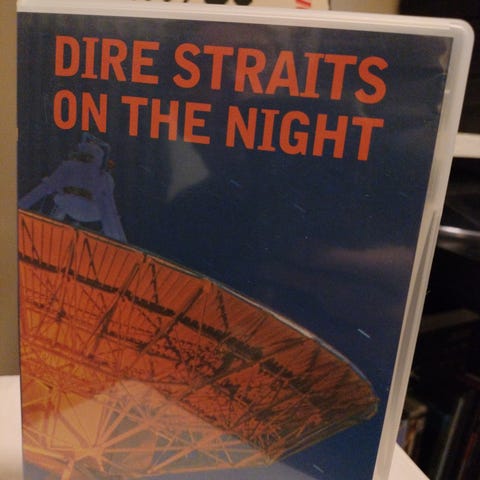 DIRE STRAITS
ON THE NIGHT